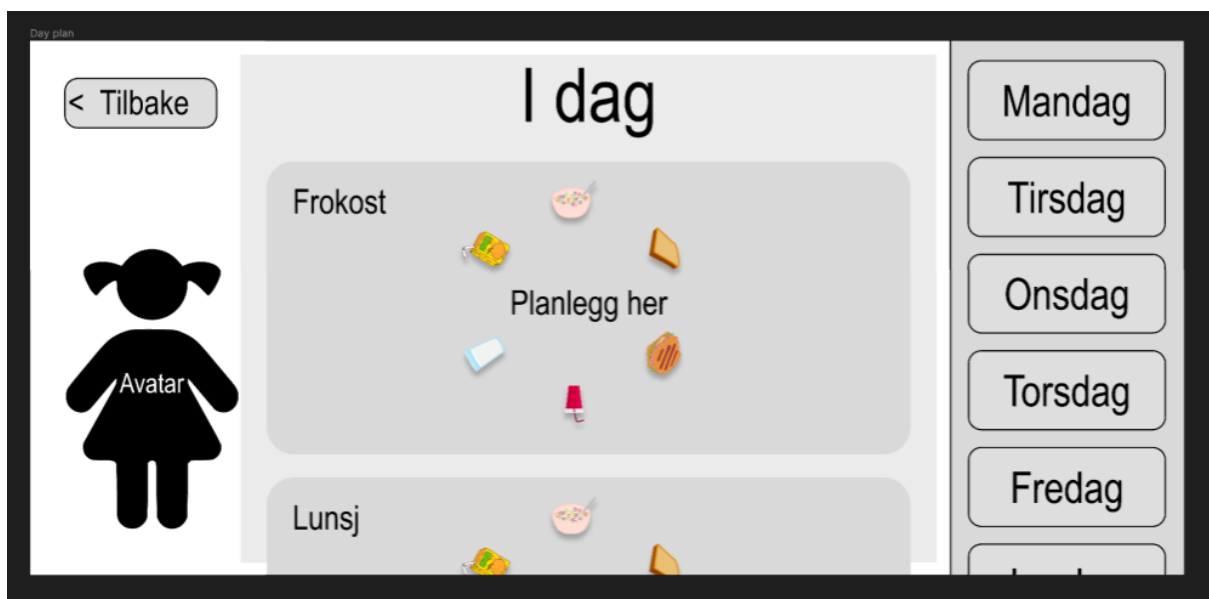 Day plan
< Tilbake
Avatar
I dag
Frokost
Planlegg her
Lunsj
Mandag
Tirsdag
Onsdag
Torsdag
Fredag